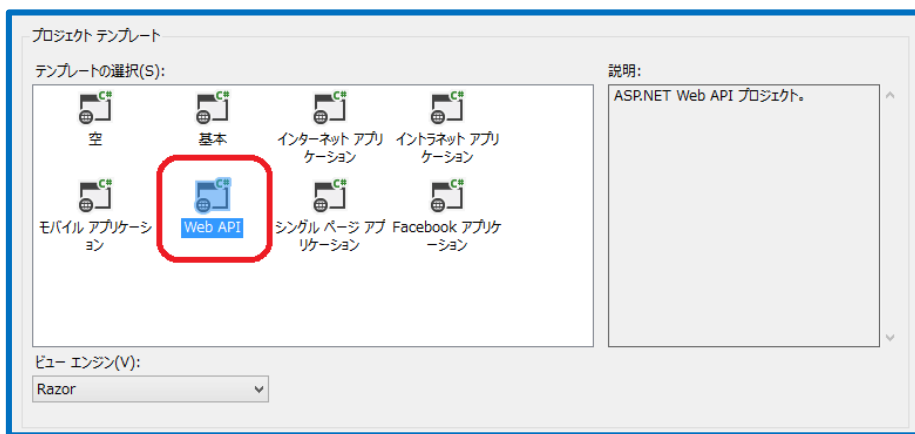 プロジェクト テンプレート
テンプレートの選択(S):
説明:
C#
C#
C#
C#
ASP.NET Web API プロジェクト。
空
基本
インターネット アプリ
ケーション
イントラネット アプリ
ケーション
C#
C#
C#
C#
モバイル アプリケーシ
ョン
Web API
シングル ページ アプ
リケーション
Facebook アプリケ
ーション
ビュー エンジン(V):
Razor